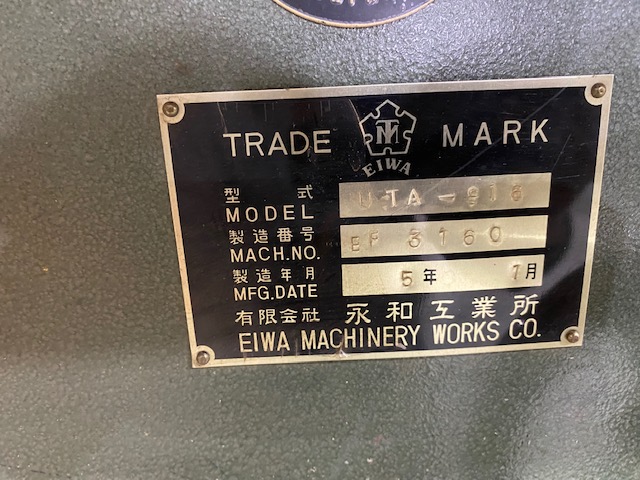 TRADE MARK
EIWA
型式 UTA-916
MODEL
製造番号 EF 3160
MACH.NO.
製造年月 5年 7月
MFG.DATE
有限会社 永和工業所
EIWA MACHINERY WORKS CO.